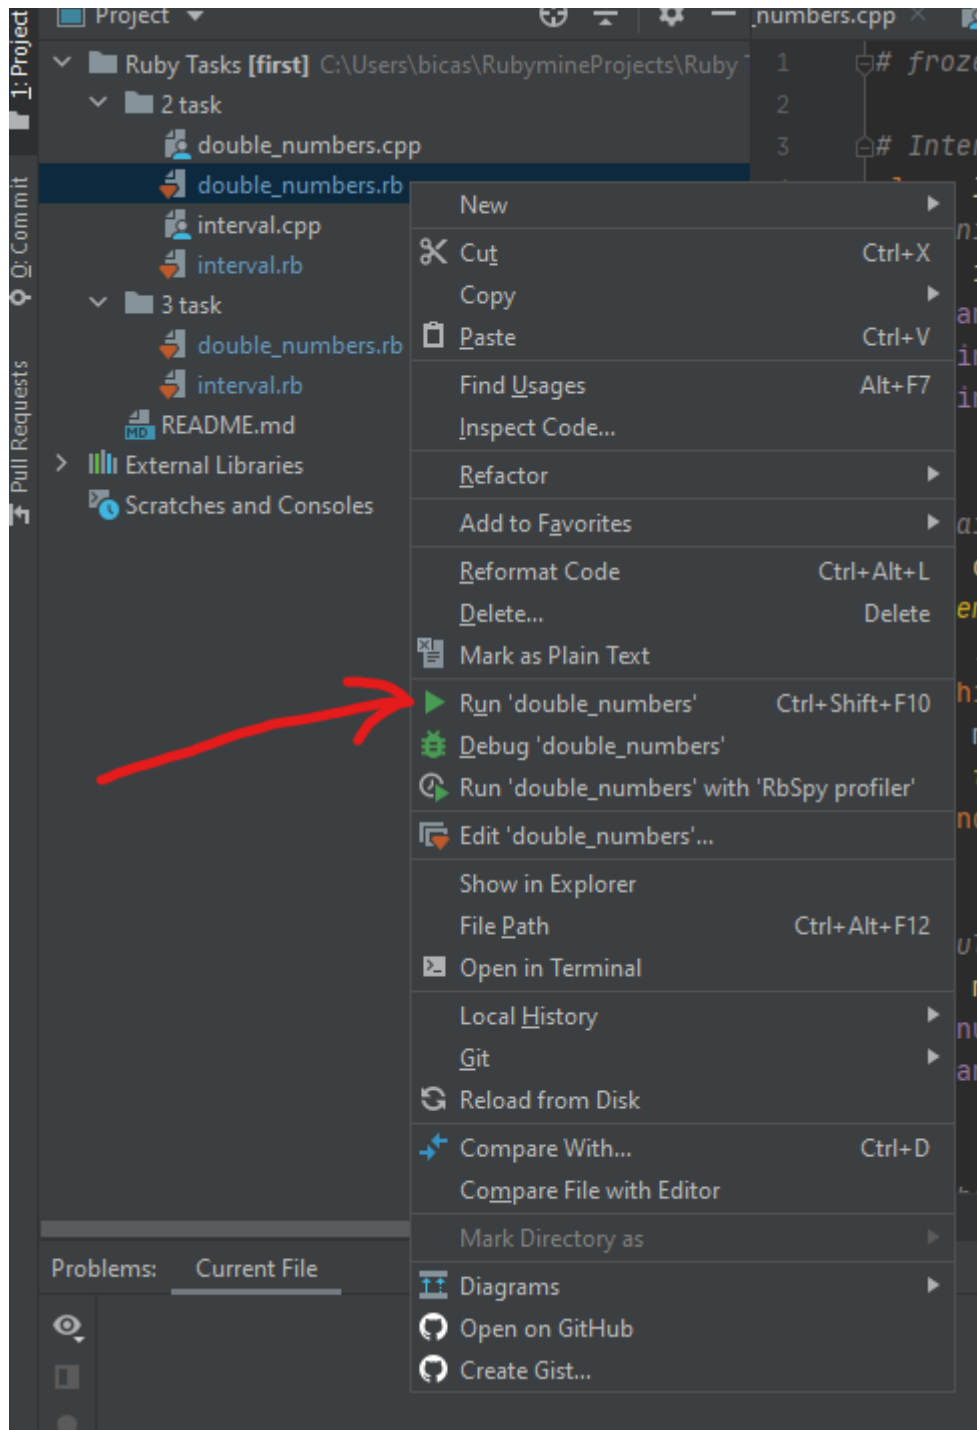 Project
_numbers.cpp
1: Project
0: Commit
Pull Requests
Ruby Tasks [first] C:\Users\bicas\RubymineProjects\Ruby
2 task
double_numbers.cpp
double_numbers.rb
interval.cpp
interval.rb
3 task
double_numbers.rb
interval.rb
README.md
External Libraries
Scratches and Consoles
1 # froze
2
3 # Inter
New
Cut Ctrl+X
Copy
Paste Ctrl+V
Find Usages Alt+F7
Inspect Code...
Refactor
Add to Favorites
Reformat Code Ctrl+Alt+L
Delete... Delete
Mark as Plain Text
Run 'double_numbers' Ctrl+Shift+F10
Debug 'double_numbers'
Run 'double_numbers' with 'RbSpy profiler'
Edit 'double_numbers'...
Show in Explorer
File Path Ctrl+Alt+F12
Open in Terminal
Local History
Git
Reload from Disk
Compare With... Ctrl+D
Compare File with Editor
Mark Directory as
Diagrams
Open on GitHub
Create Gist...
Problems: Current File